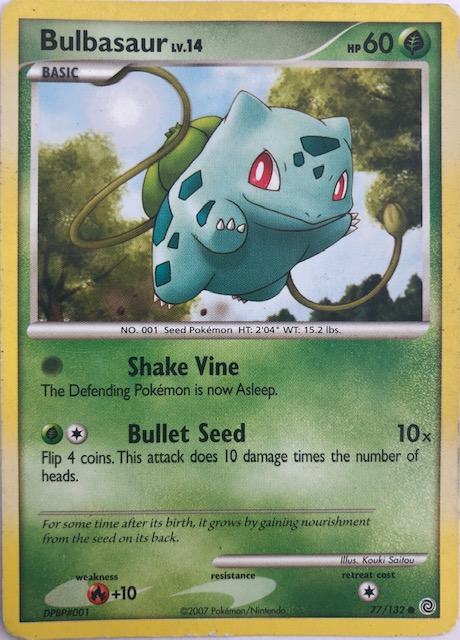 Bulbasaur LV.14
HP 60
BASIC
NO. 001 Seed Pokémon HT: 2'04" WT: 15.2 lbs.
Shake Vine
The Defending Pokémon is now Asleep.
Bullet Seed 10x
Flip 4 coins. This attack does 10 damage times the number of
heads.
For some time after its birth, it grows by gaining nourishment
from the seed on its back.
Illus. Kouki Saitou
weakness resistance retreat cost
+10
DPBP#001 ©2007 Pokémon/Nintendo 77/132